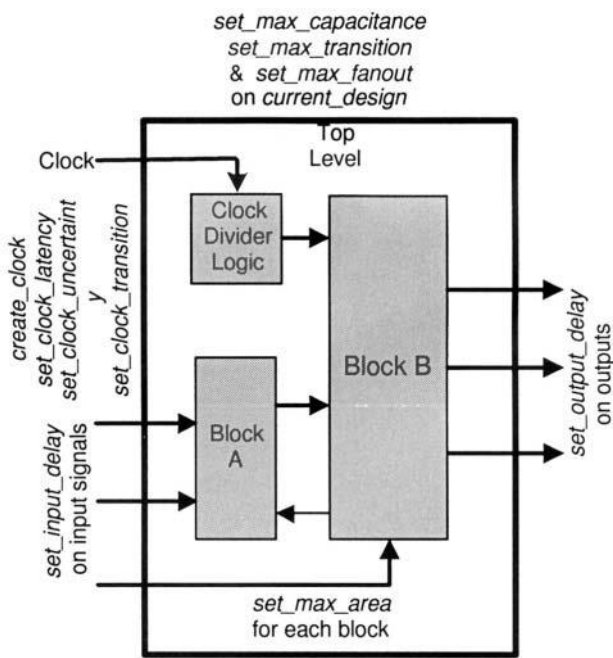 set_max_capacitance
set_max_transition
& set_max_fanout
on current_design
Top
Level
Clock
Clock
Divider
Logic
create_clock
set_clock_latency
set_clock_uncertaint
y
set_clock_transition
Block B
Block
A
set_input_delay
on input signals
set_output_delay
on outputs
set_max_area
for each block